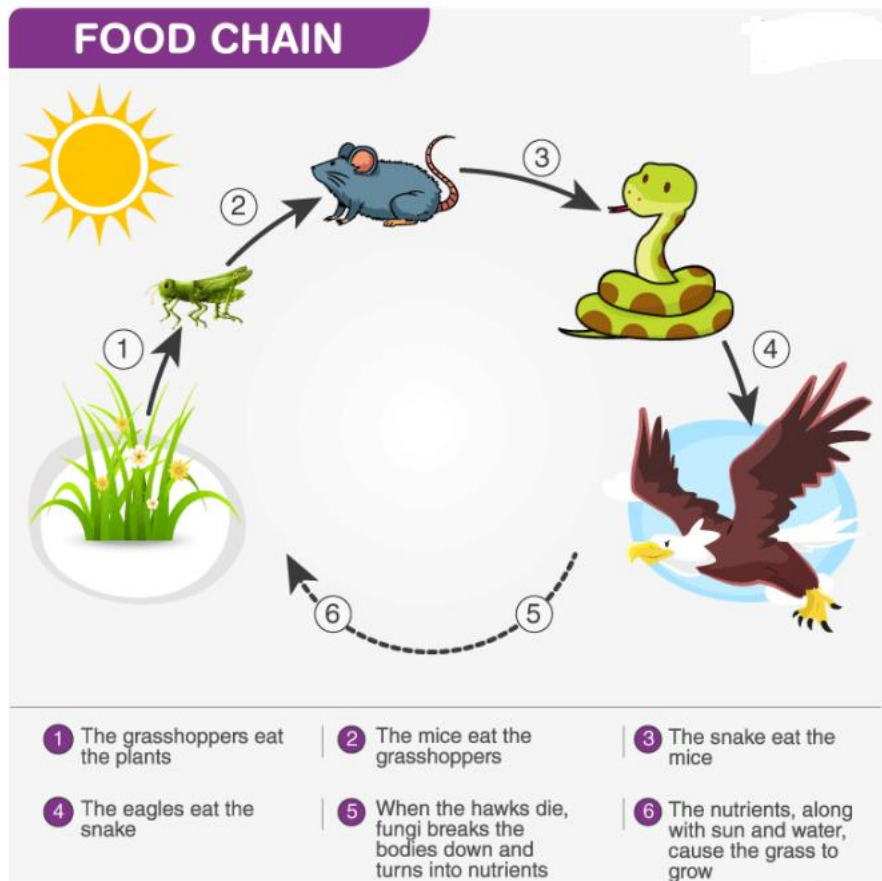 FOOD CHAIN
3
2
1
4
6
5
1 The grasshoppers eat
the plants
2 The mice eat the
grasshoppers
3 The snake eat the
mice
4 The eagles eat the
snake
5 When the hawks die,
fungi breaks the
bodies down and
turns into nutrients
6 The nutrients, along
with sun and water,
cause the grass to
grow